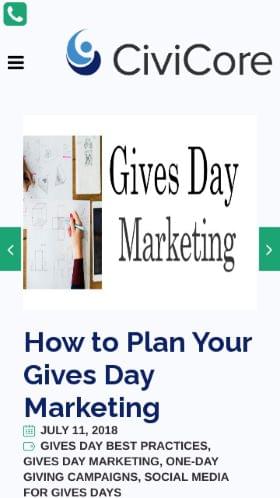 CiviCore
Gives Day
Marketing
How to Plan Your
Gives Day
Marketing
JULY 11, 2018
GIVES DAY BEST PRACTICES,
GIVES DAY MARKETING, ONE-DAY
GIVING CAMPAIGNS, SOCIAL MEDIA
FOR GIVES DAYS